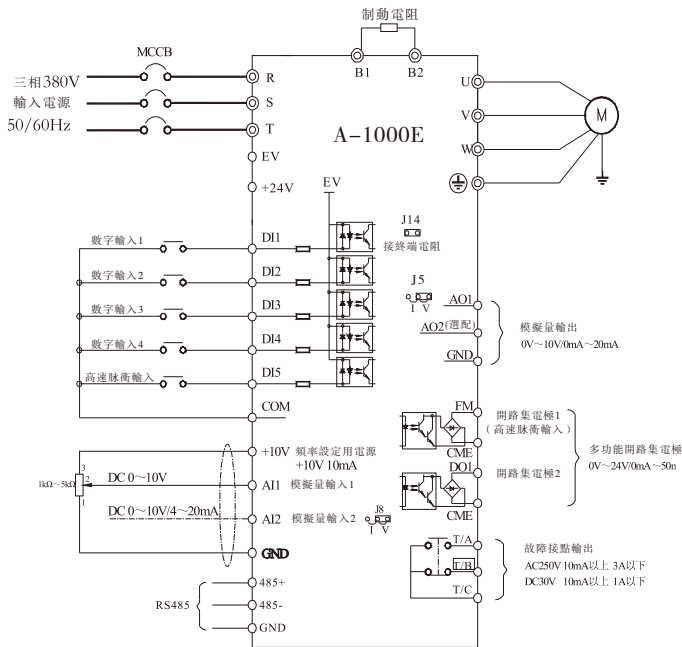 制動電阻
B1
B2
MCCB
三相380V
輸入電源
50/60Hz
R
S
T
EV
+24V
A-1000E
U
V
W
M
EV
J14
接終端電阻
數字輸入1
DI1
數字輸入2
DI2
數字輸入3
DI3
數字輸入4
DI4
高速脉衝輸入
DI5
COM
J5
I V
AO1
AO2(選配)
GND
模擬量輸出
0V~10V/0mA~20mA
FM
CME
DO1
CME
開路集電極1
(高速脉衝輸入)
開路集電極2
多功能開路集電極
0V~24V/0mA~50n
+10V
頻率設定用電源
+10V 10mA
3
2
1
1kΩ~5kΩ
DC 0~10V
AI1
模擬量輸入1
DC 0~10V/4~20mA
AI2
模擬量輸入2
J8
I V
GND
T/A
T/B
T/C
故障接點輸出
AC250V 10mA以上 3A以下
DC30V 10mA以上 1A以下
RS485
485+
485-
GND